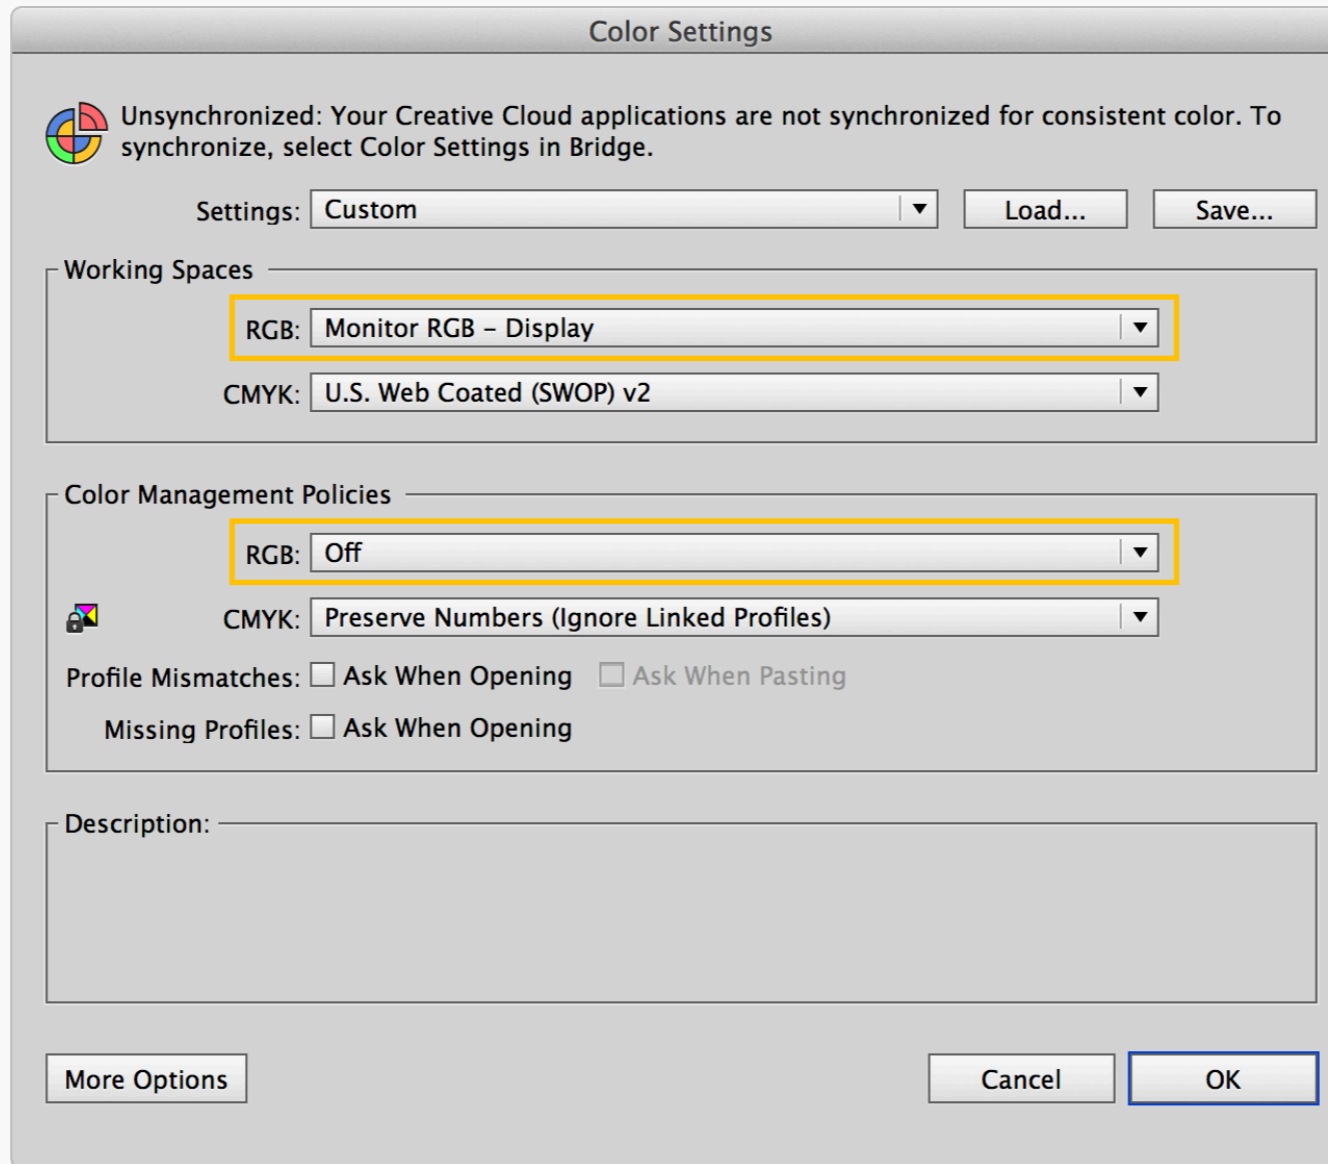 Color Settings
Unsynchronized: Your Creative Cloud applications are not synchronized for consistent color. To
synchronize, select Color Settings in Bridge.
Settings: Custom Load... Save...
Working Spaces
RGB: Monitor RGB – Display
CMYK: U.S. Web Coated (SWOP) v2
Color Management Policies
RGB: Off
CMYK: Preserve Numbers (Ignore Linked Profiles)
Profile Mismatches: Ask When Opening Ask When Pasting
Missing Profiles: Ask When Opening
Description:
More Options Cancel OK